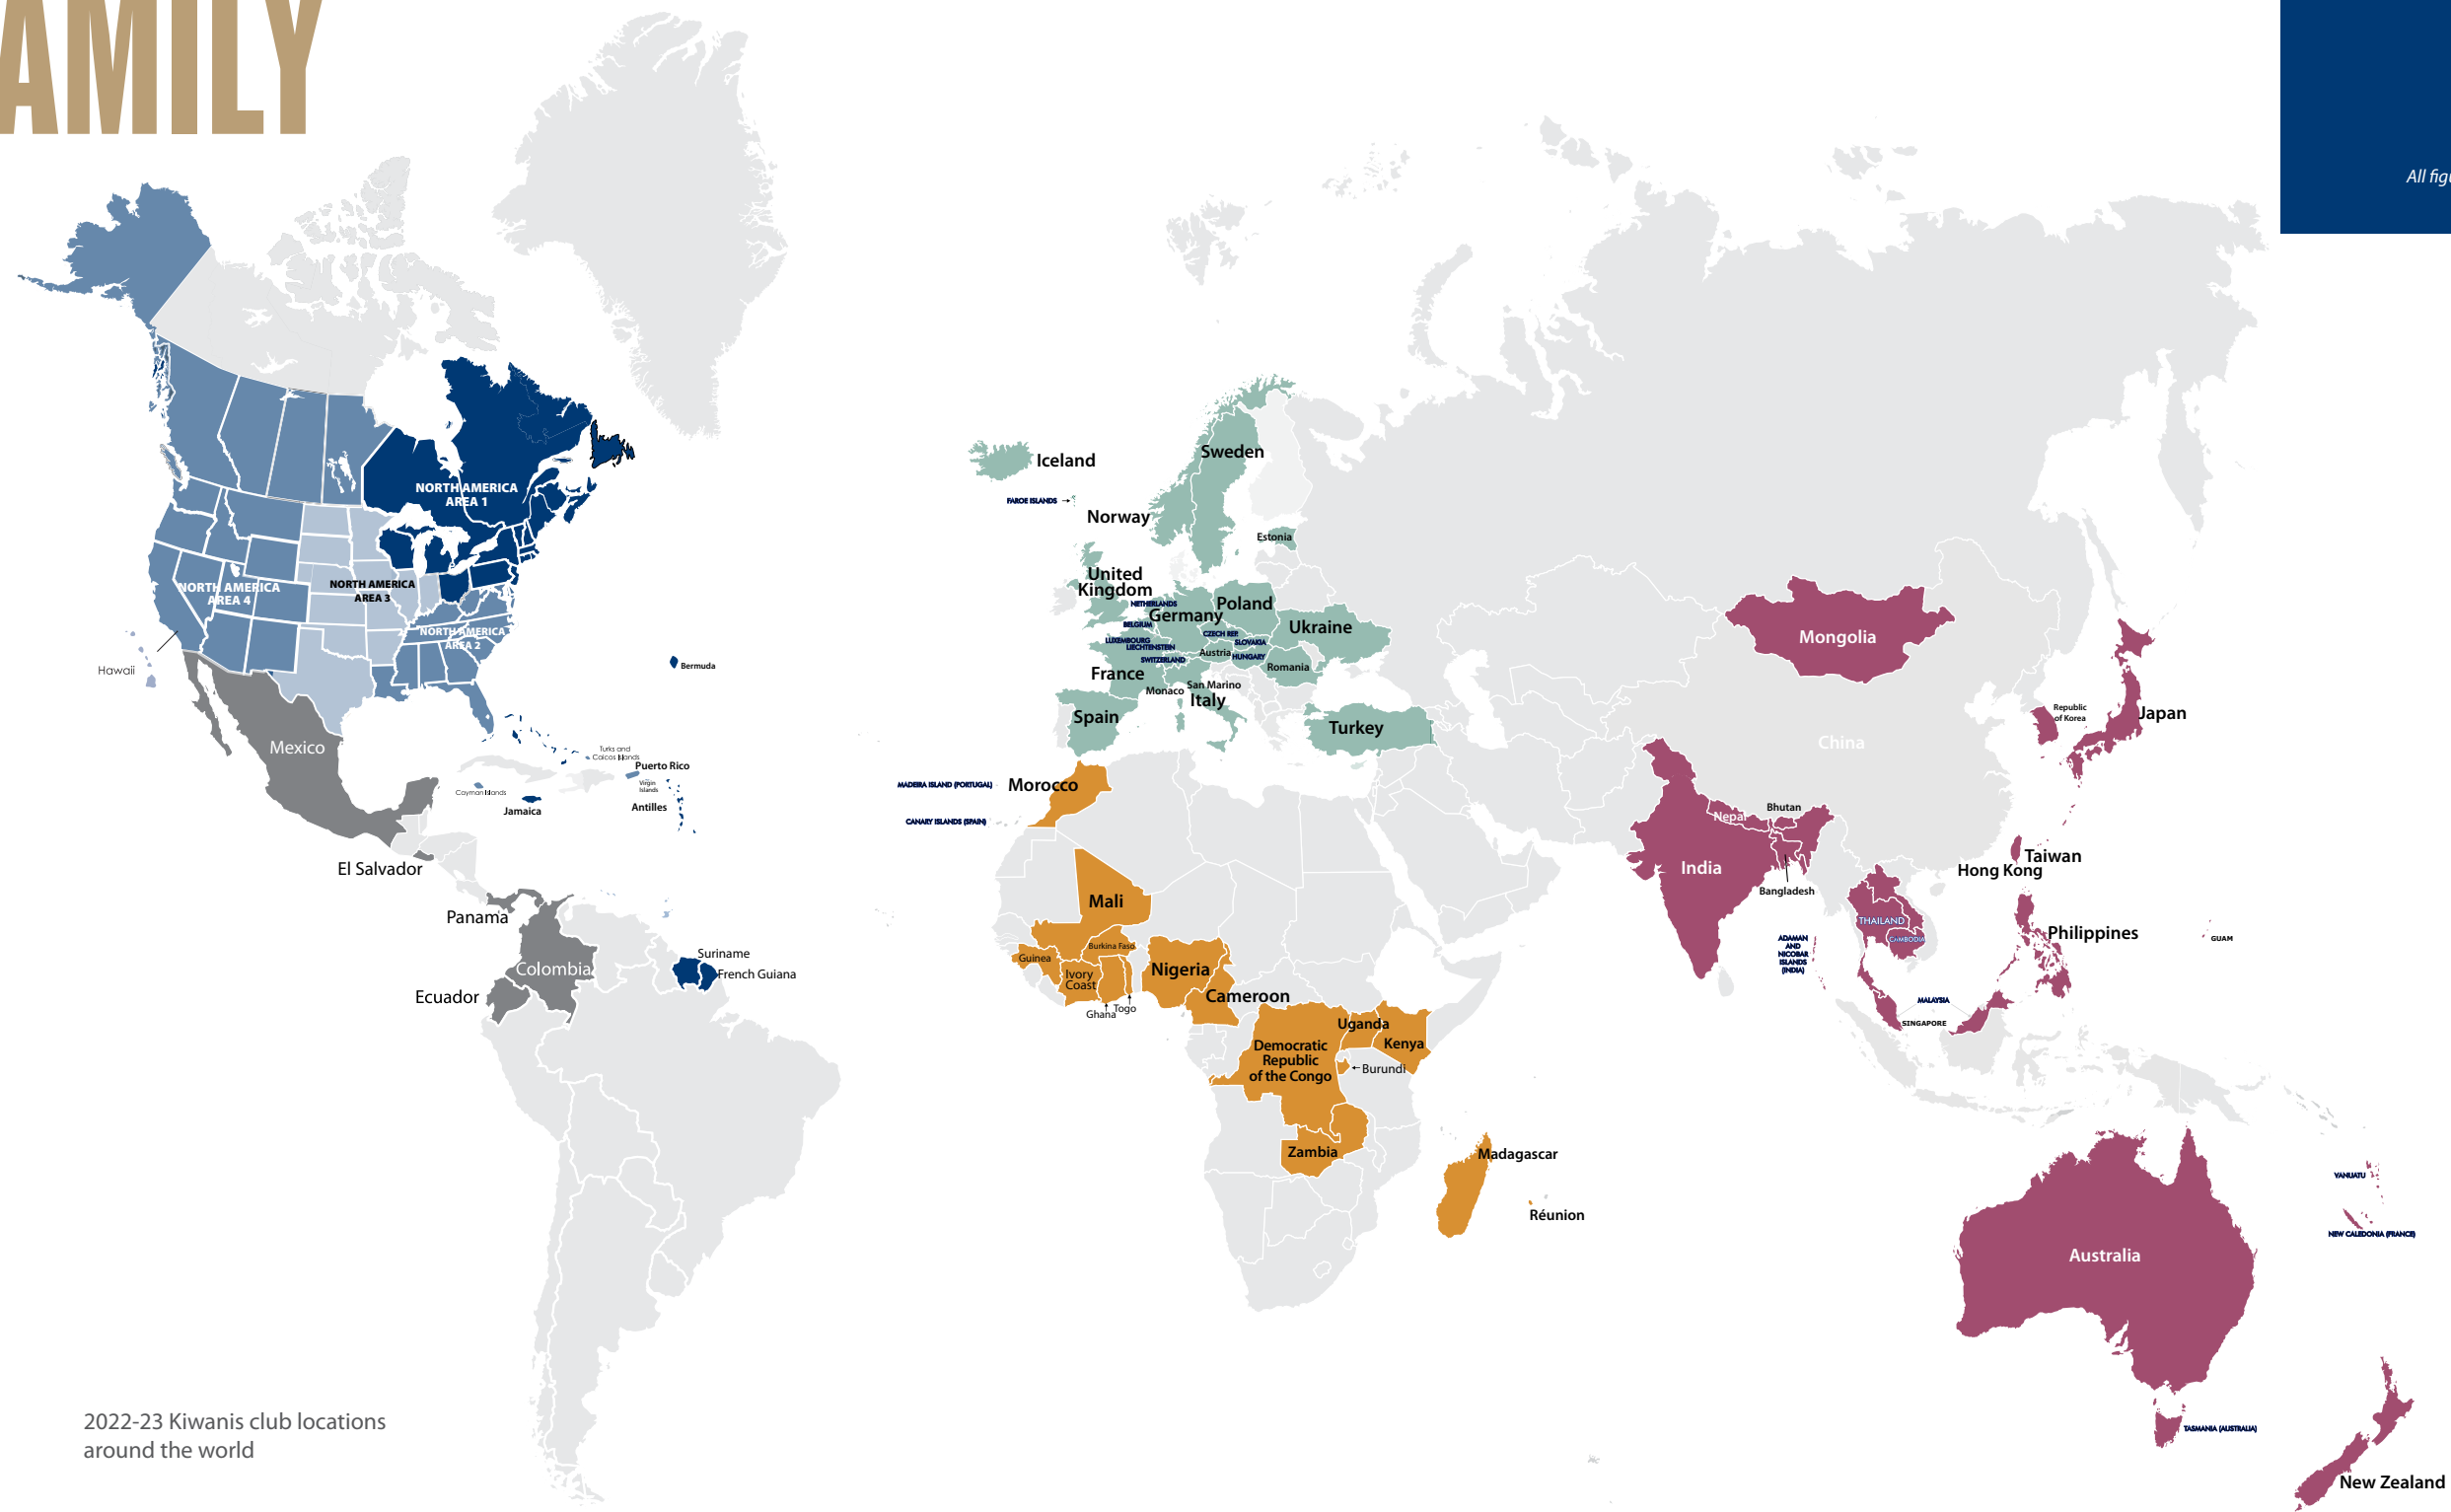 AMILY
All figu
NORTH AMERICA
AREA 1
NORTH AMERICA
AREA 4
NORTH AMERICA
AREA 3
NORTH AMERICA
AREA 2
Hawaii
Bermuda
Mexico
Turks and
Caicos Islands
Puerto Rico
Virgin
Islands
Cayman Islands
Jamaica
Antilles
El Salvador
Panama
Colombia
Ecuador
Suriname
French Guiana
Iceland
FAROE ISLANDS
Sweden
Norway
Estonia
United
Kingdom
NETHERLANDS
Germany
Poland
BELGIUM
Ukraine
CZECH REP.
LUXEMBOURG
SLOVAKIA
LIECHTENSTEIN
Austria
HUNGARY
SWITZERLAND
Romania
France
San Marino
Monaco
Italy
Spain
Turkey
MADEIRA ISLAND (PORTUGAL)
Morocco
CANARY ISLANDS (SPAIN)
Mali
Burkina Faso
Guinea
Ivory
Coast
Nigeria
Ghana
Togo
Cameroon
Uganda
Kenya
Democratic
Republic
of the Congo
Burundi
Zambia
Madagascar
Réunion
Mongolia
Republic
of Korea
Japan
China
Bhutan
Nepal
India
Bangladesh
Taiwan
Hong Kong
THAILAND
CAMBODIA
Philippines
GUAM
ADAMAN
AND
NICOBAR
ISLANDS
(INDIA)
MALAYSIA
SINGAPORE
VANUATU
NEW CALEDONIA (FRANCE)
Australia
TASMANIA (AUSTRALIA)
New Zealand
2022-23 Kiwanis club locations
around the world